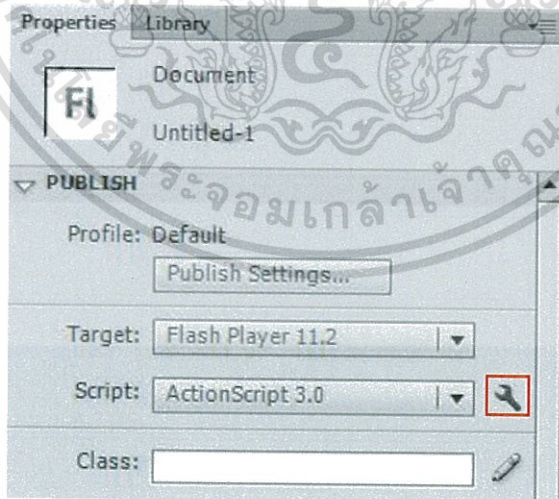 Properties Library
Document
Fl
Untitled-1
PUBLISH
Profile: Default
Publish Settings...
Target: Flash Player 11.2
Script: ActionScript 3.0
Class: